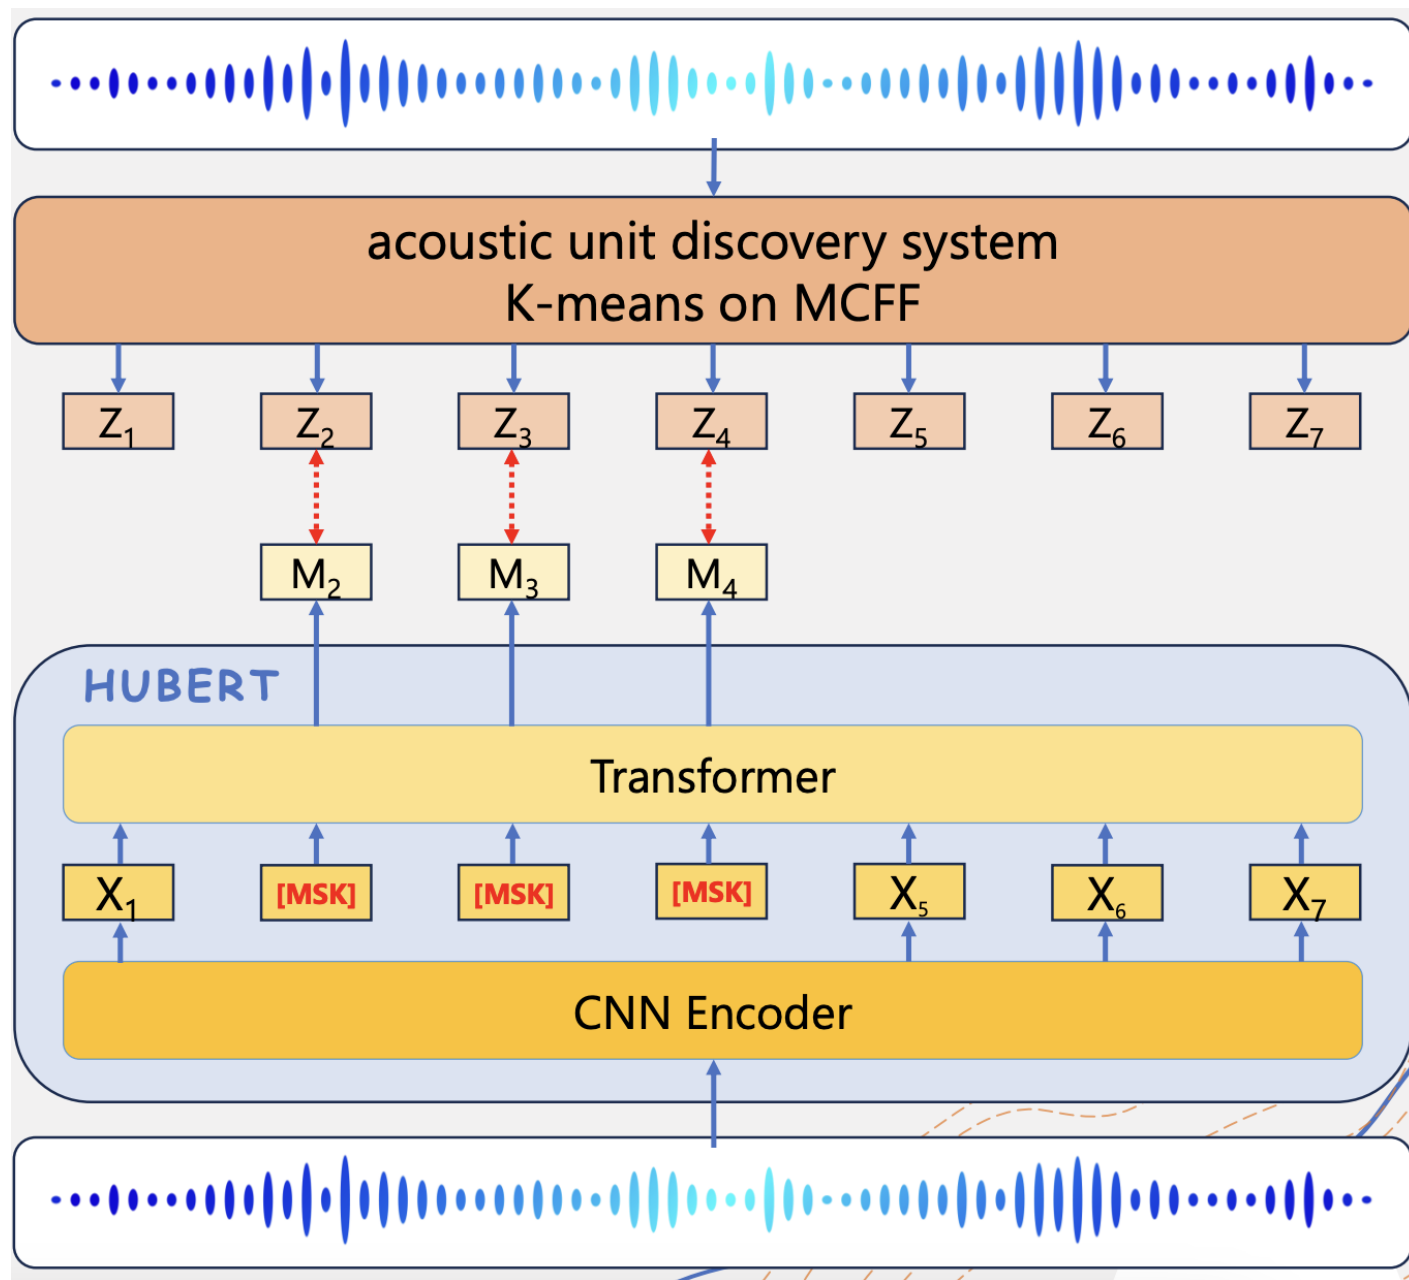 acoustic unit discovery system
K-means on MCFF
Z₁ Z₂ Z₃ Z₄ Z₅ Z₆ Z₇
M₂ M₃ M₄
HUBERT
Transformer
X₁ [MSK] [MSK] [MSK] X₅ X₆ X₇
CNN Encoder